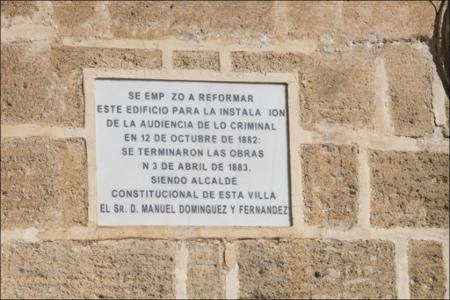 SE EMP ZO A REFORMAR
ESTE EDIFICIO PARA LA INSTALA ION
DE LA AUDIENCIA DE LO CRIMINAL
EN 12 DE OCTUBRE DE 1882:
SE TERMINARON LAS OBRAS
N 3 DE ABRIL DE 1883.
SIENDO ALCALDE
CONSTITUCIONAL DE ESTA VILLA
EL SR. D. MANUEL DOMINGUEZ Y FERNANDEZ